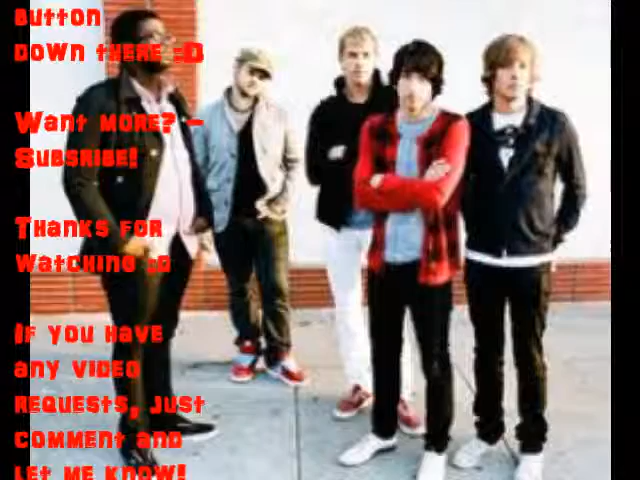 button
down there :D
Want more? -
Subsribe!
Thanks for
watching :D
If you have
any video
requests, just
comment and
let me know!